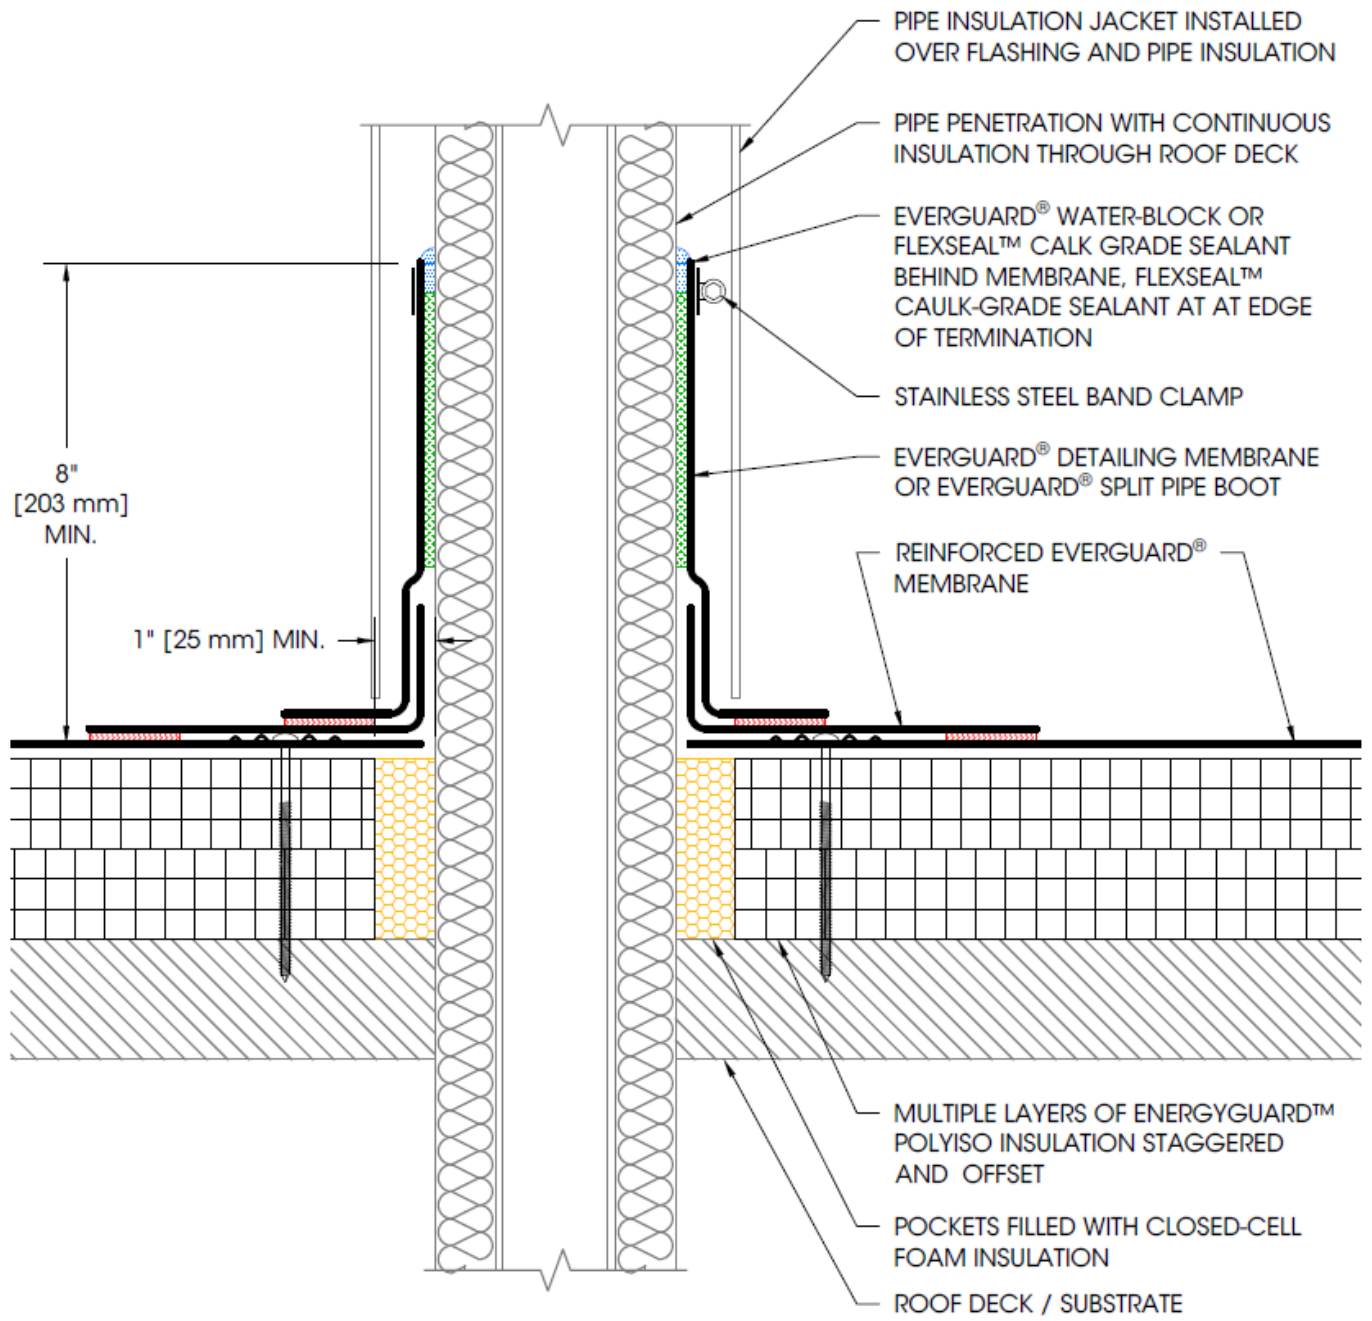 PIPE INSULATION JACKET INSTALLED
OVER FLASHING AND PIPE INSULATION
PIPE PENETRATION WITH CONTINUOUS
INSULATION THROUGH ROOF DECK
EVERGUARD® WATER-BLOCK OR
FLEXSEAL™ CALK GRADE SEALANT
BEHIND MEMBRANE, FLEXSEAL™
CAULK-GRADE SEALANT AT AT EDGE
OF TERMINATION
STAINLESS STEEL BAND CLAMP
EVERGUARD® DETAILING MEMBRANE
OR EVERGUARD® SPLIT PIPE BOOT
8"
[203 mm]
MIN.
REINFORCED EVERGUARD®
MEMBRANE
1" [25 mm] MIN.
MULTIPLE LAYERS OF ENERGYGUARD™
POLYISO INSULATION STAGGERED
AND OFFSET
POCKETS FILLED WITH CLOSED-CELL
FOAM INSULATION
ROOF DECK / SUBSTRATE